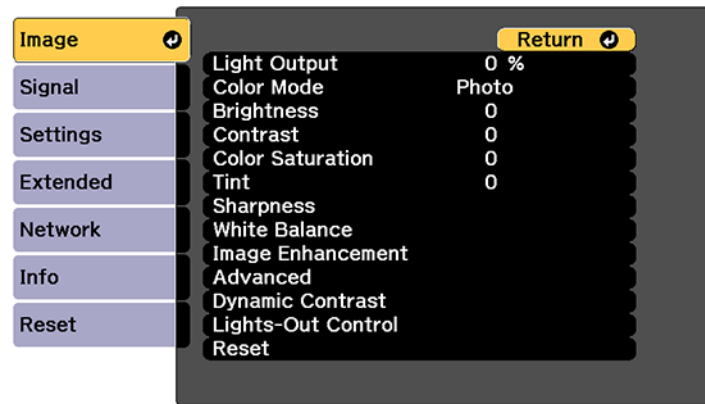 Image
Signal
Settings
Extended
Network
Info
Reset
Return
Light Output 0 %
Color Mode Photo
Brightness 0
Contrast 0
Color Saturation 0
Tint 0
Sharpness
White Balance
Image Enhancement
Advanced
Dynamic Contrast
Lights-Out Control
Reset